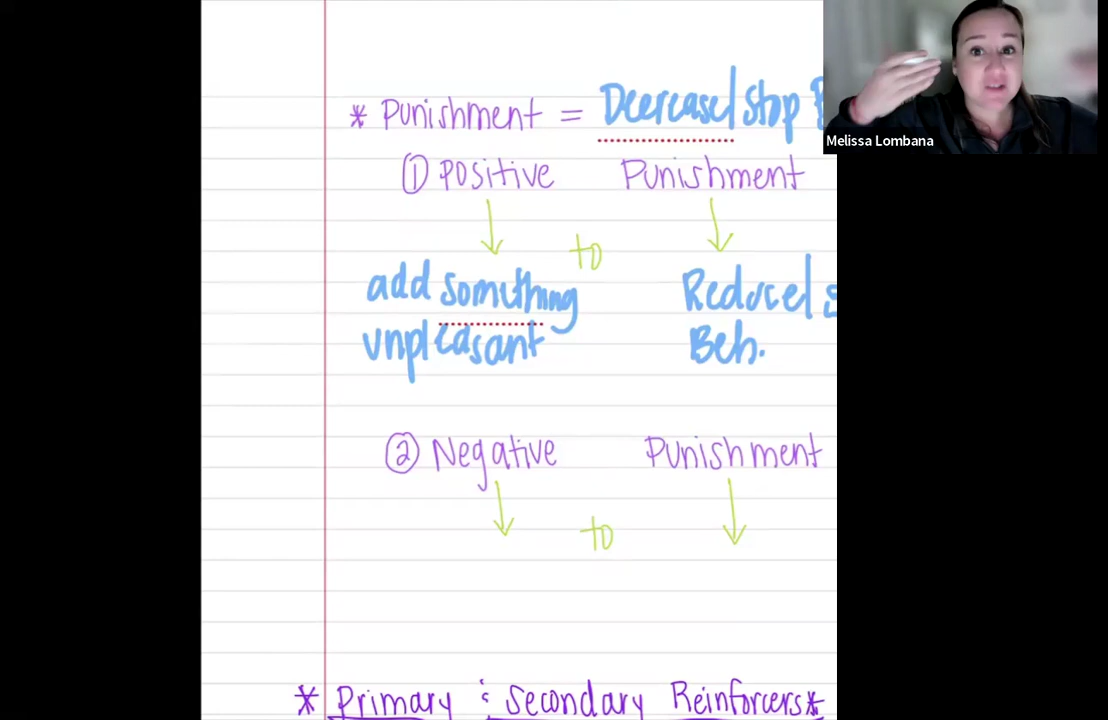 * Punishment = Decrease/Stop
Melissa Lombana
① Positive Punishment
to
add something Reduce/
unpleasant Beh.
② Negative Punishment
to
* Primary & Secondary Reinforcers*